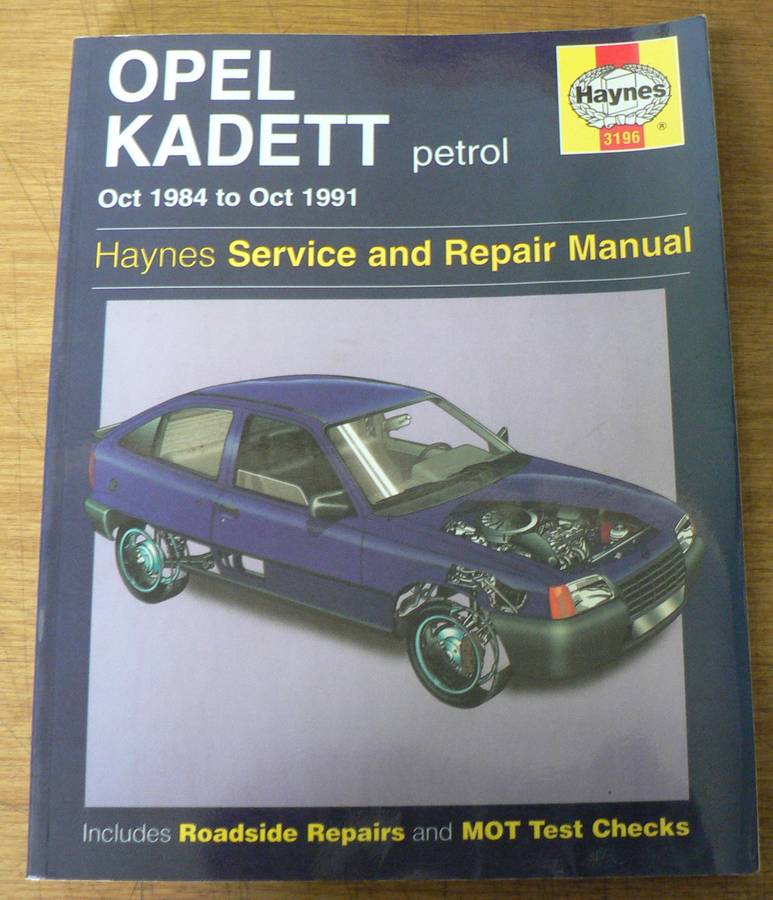 OPEL
KADETT petrol
Oct 1984 to Oct 1991
Haynes
3196
®
Haynes Service and Repair Manual
Includes Roadside Repairs and MOT Test Checks